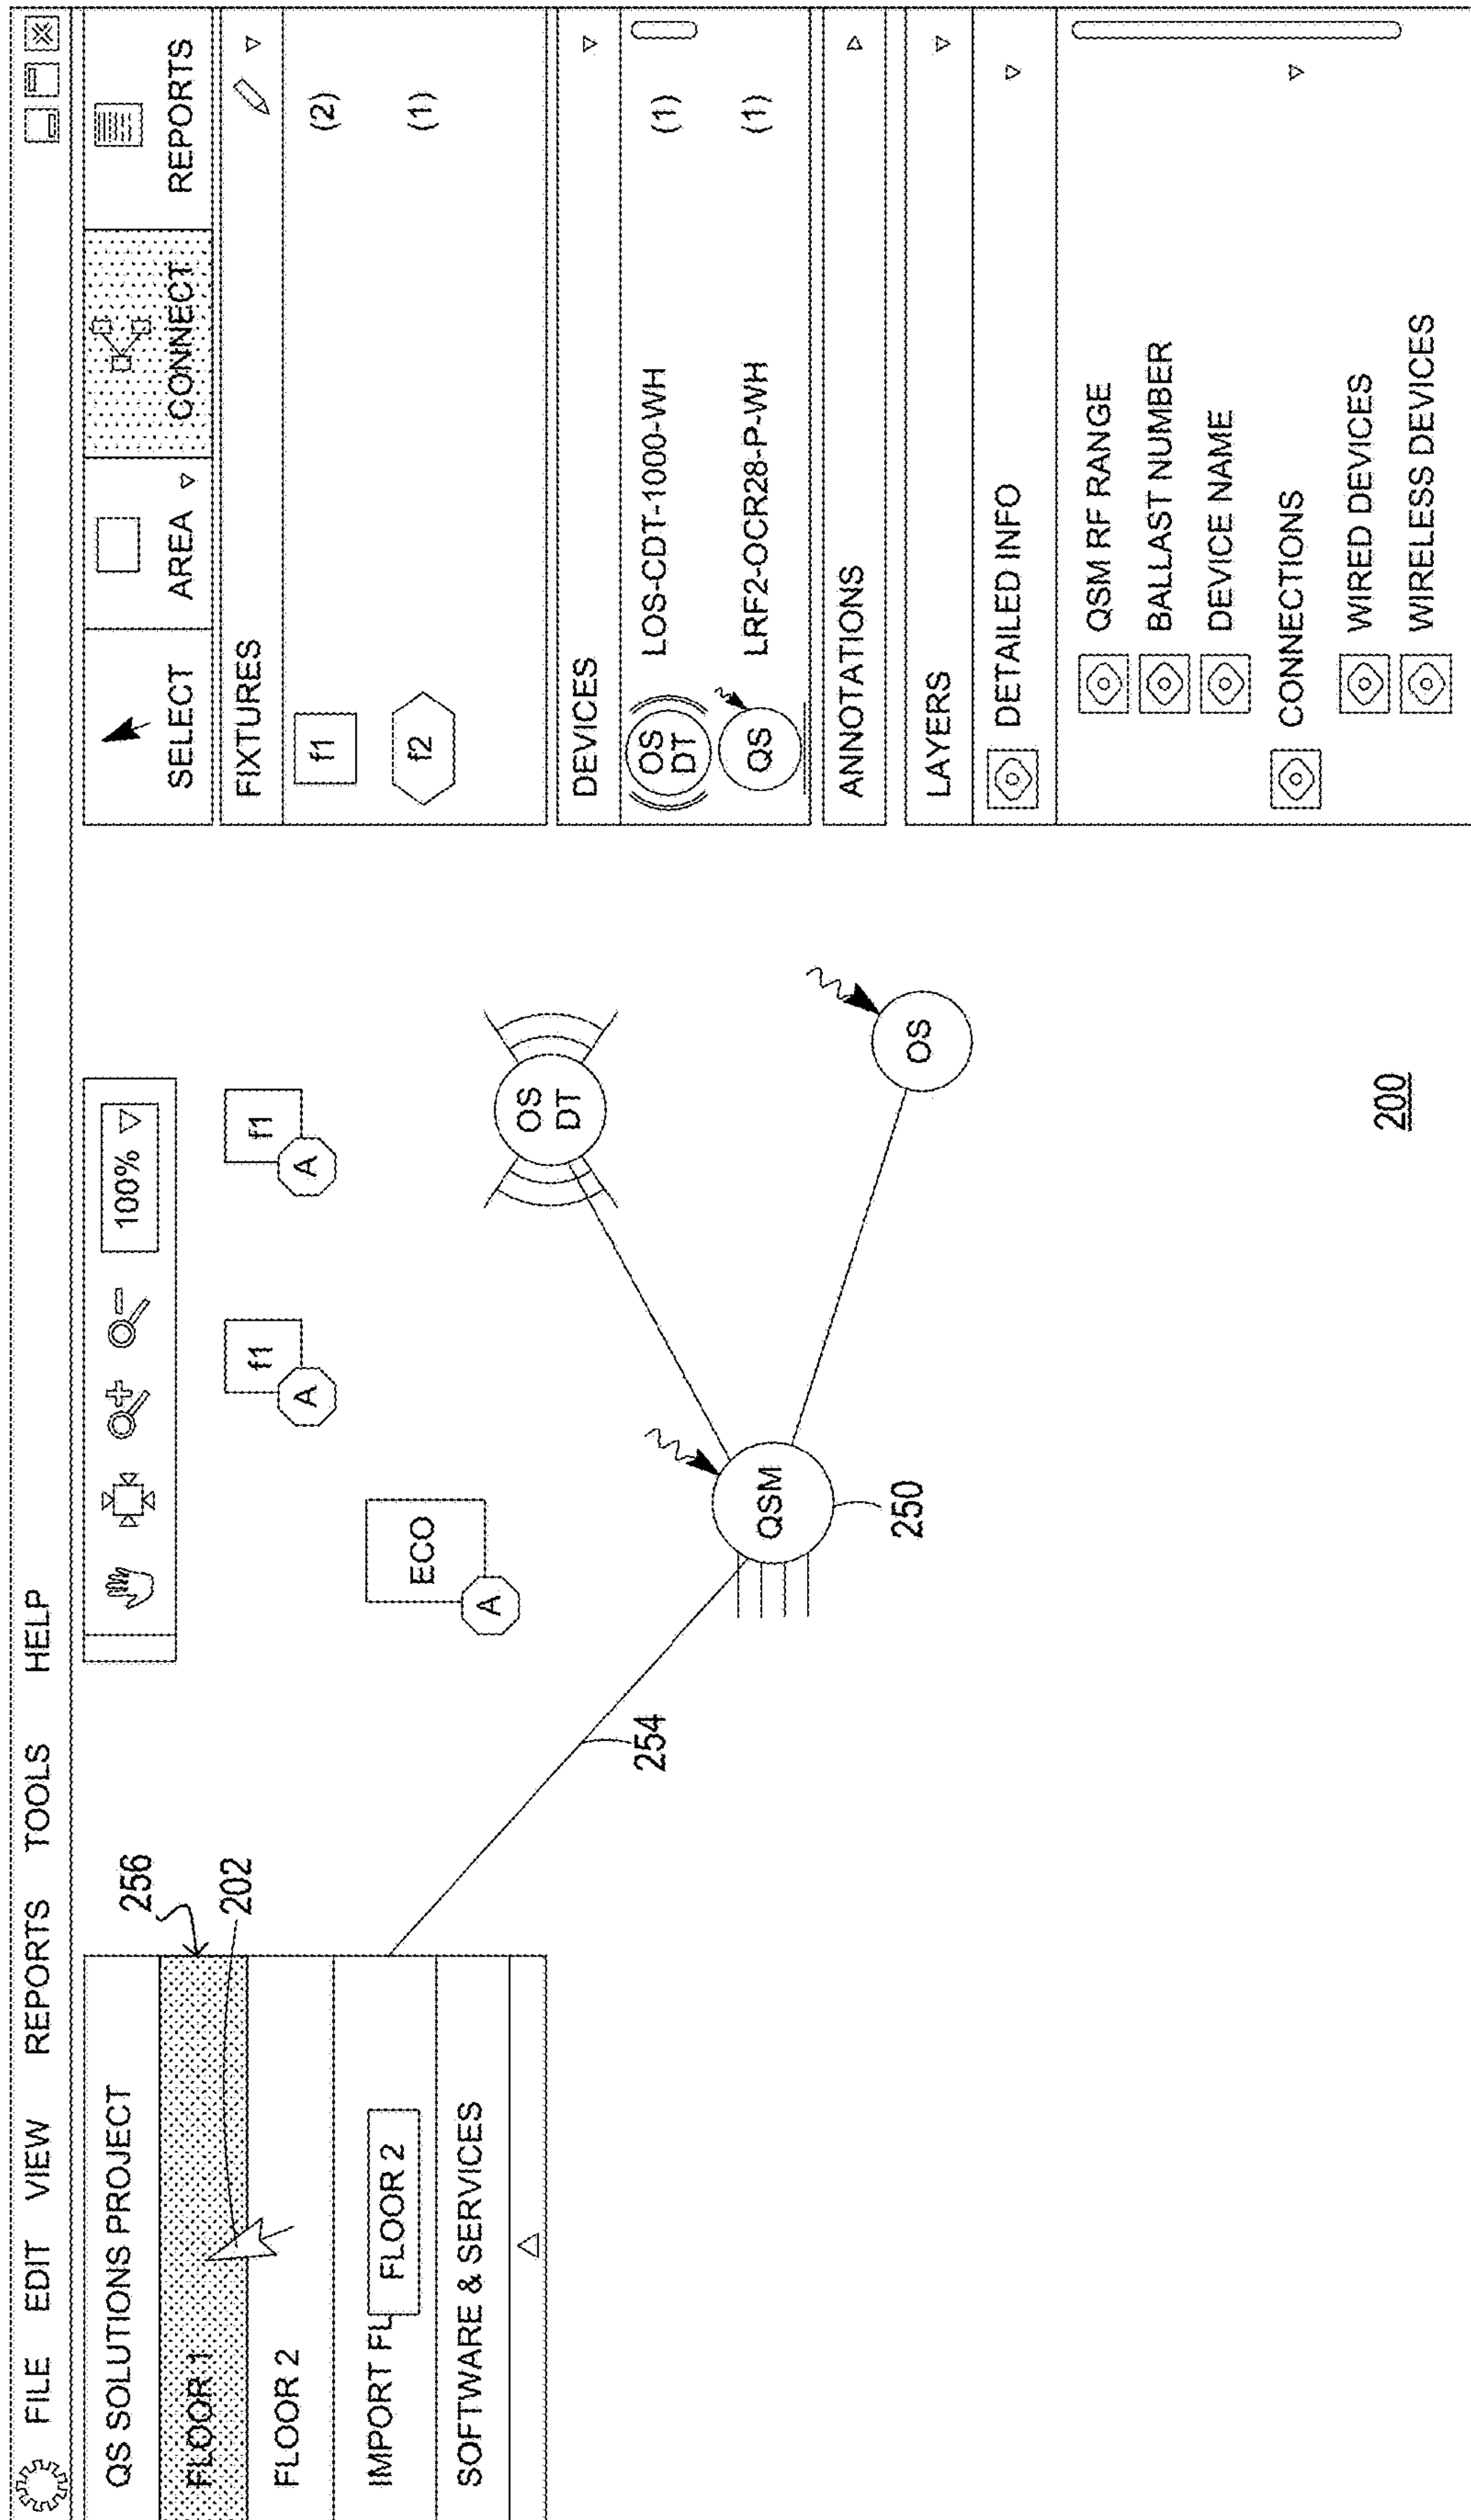 FILE EDIT VIEW REPORTS TOOLS HELP
QS SOLUTIONS PROJECT
FLOOR 1
FLOOR 2
IMPORT FL
FLOOR 2
SOFTWARE & SERVICES
256
202
100%
f1
A
f1
A
ECO
A
OS
DT
QSM
OS
254
250
200
SELECT
AREA
CONNECT
REPORTS
FIXTURES
f1 (2)
f2 (1)
DEVICES
OS
DT
LOS-CDT-1000-WH (1)
QS
LRF2-OCR28-P-WH (1)
ANNOTATIONS
LAYERS
DETAILED INFO
QSM RF RANGE
BALLAST NUMBER
DEVICE NAME
CONNECTIONS
WIRED DEVICES
WIRELESS DEVICES